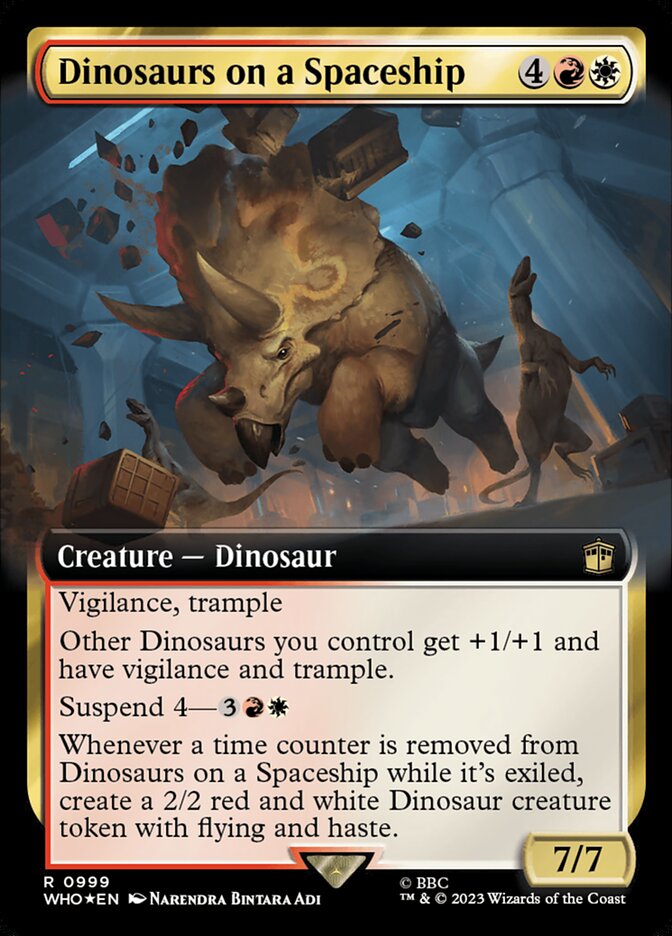 Dinosaurs on a Spaceship 4
Creature — Dinosaur
Vigilance, trample
Other Dinosaurs you control get +1/+1 and
have vigilance and trample.
Suspend 4—3
Whenever a time counter is removed from
Dinosaurs on a Spaceship while it's exiled,
create a 2/2 red and white Dinosaur creature
token with flying and haste.
7/7
R 0999
WHO★EN Narendra Bintara Adi
© BBC
™ & © 2023 Wizards of the Coast